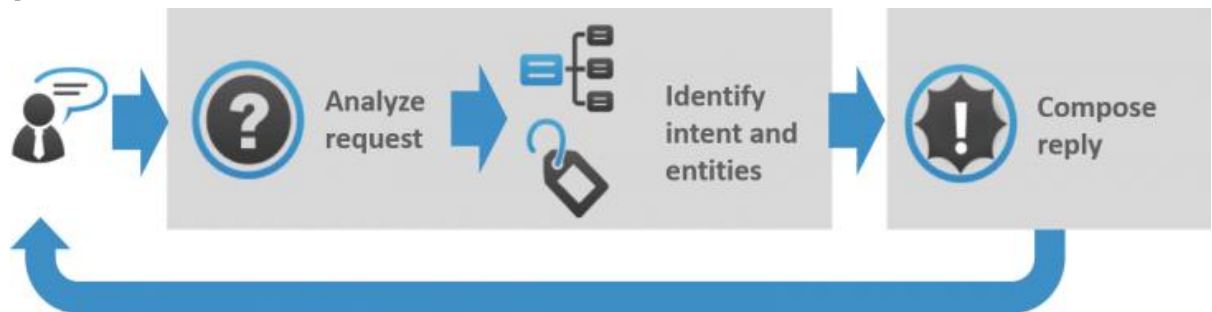 Analyze
request
Identify
intent and
entities
Compose
reply